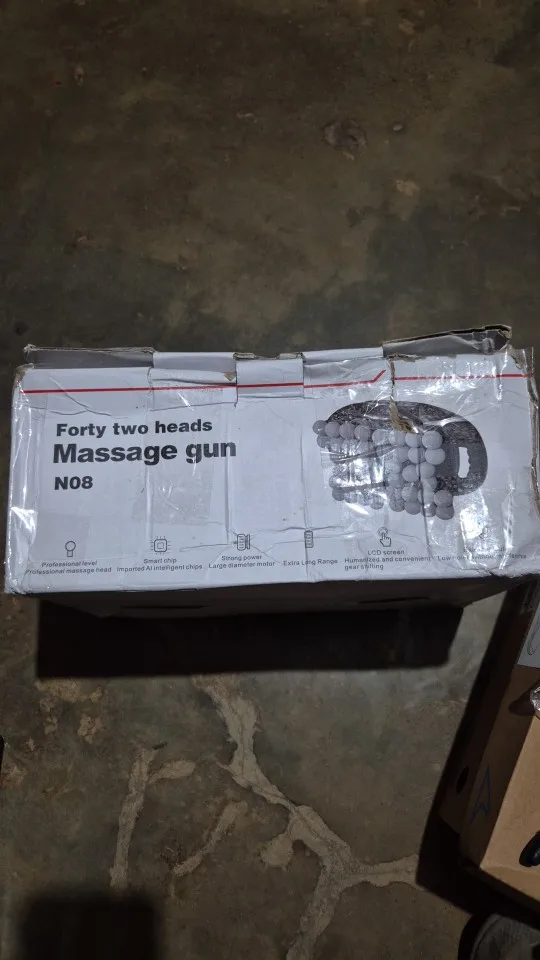 Forty two heads
Massage gun
N08
Professional level
Professional massage head
Smart chip
Imported AI intelligent chips
Strong power
Large diameter motor
Extra Long Range
LCD screen
Humanized and convenient
gear shifting
Low